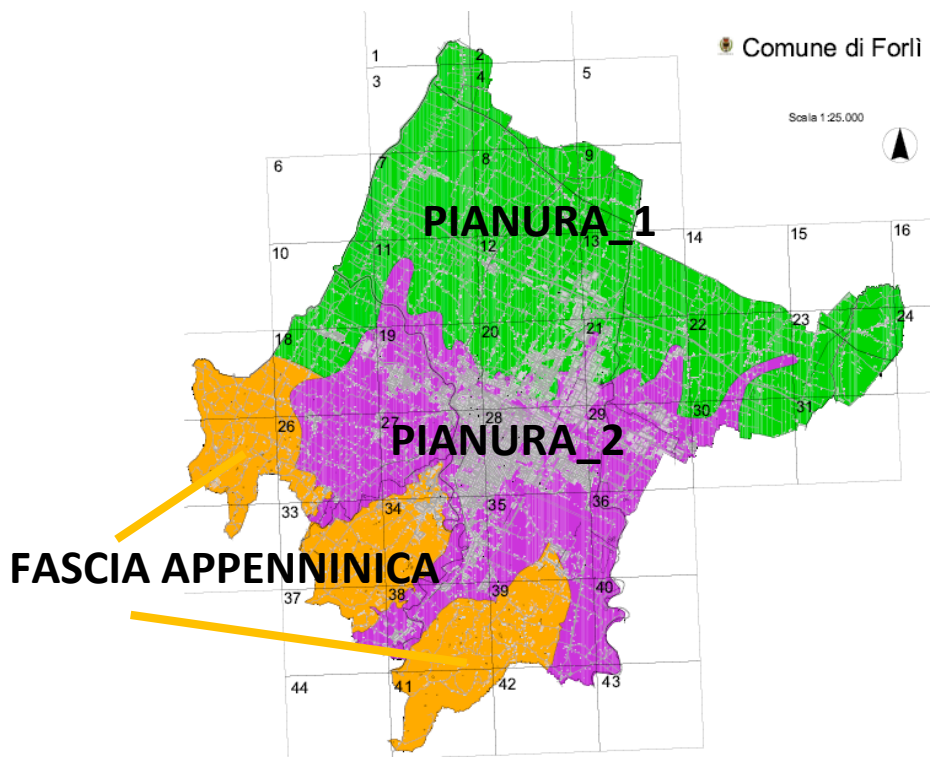 Comune di Forlì
Scala 1:25.000
1 2
3 4 5
6 7 8 9
PIANURA_1
10 11 12 13 14 15 16
18 19 20 21 22 23 24
26 27 28 29 30 31
PIANURA_2
33 34 35 36
FASCIA APPENNINICA
37 38 39 40
44 41 42 43